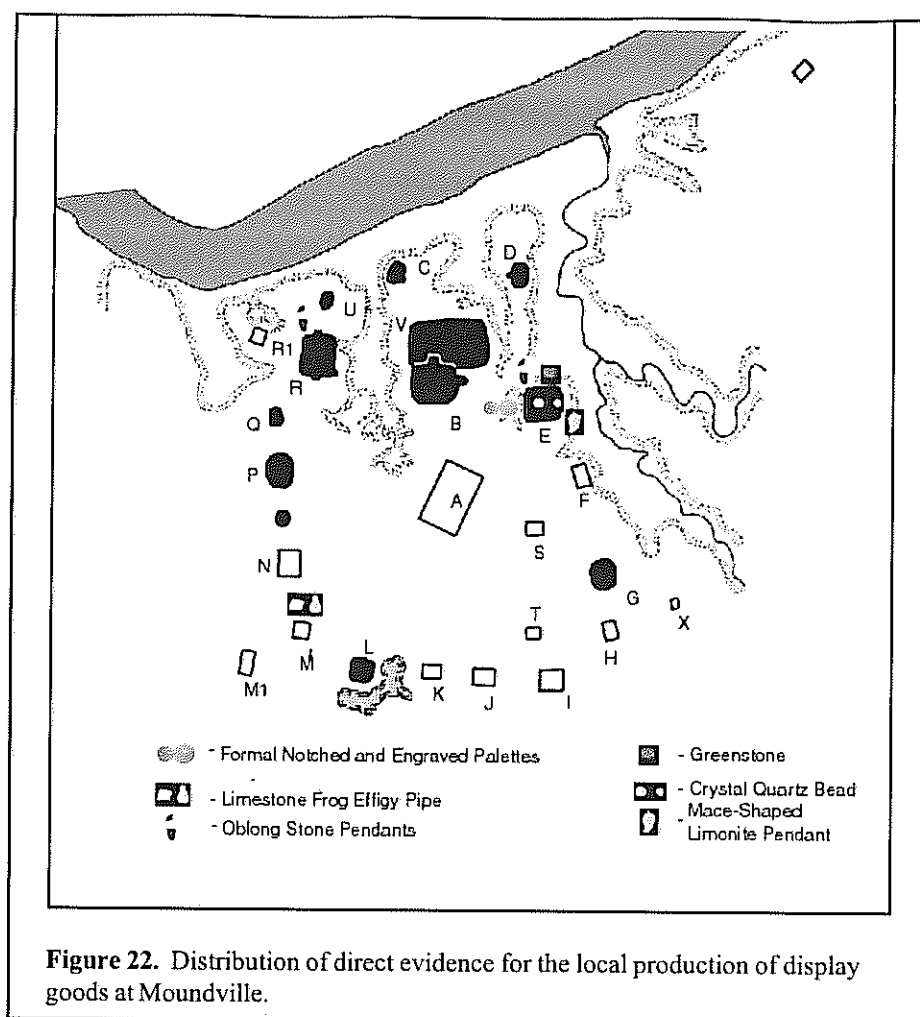 C
D
U
V
R1
R
Q
B
E
P
A
F
S
N
G
X
T
H
L
M
M1
K
J
I
- Formal Notched and Engraved Palettes
- Limestone Frog Effigy Pipe
- Oblong Stone Pendants
- Greenstone
- Crystal Quartz Bead
- Mace-Shaped
Limonite Pendant
Figure 22. Distribution of direct evidence for the local production of display
goods at Moundville.